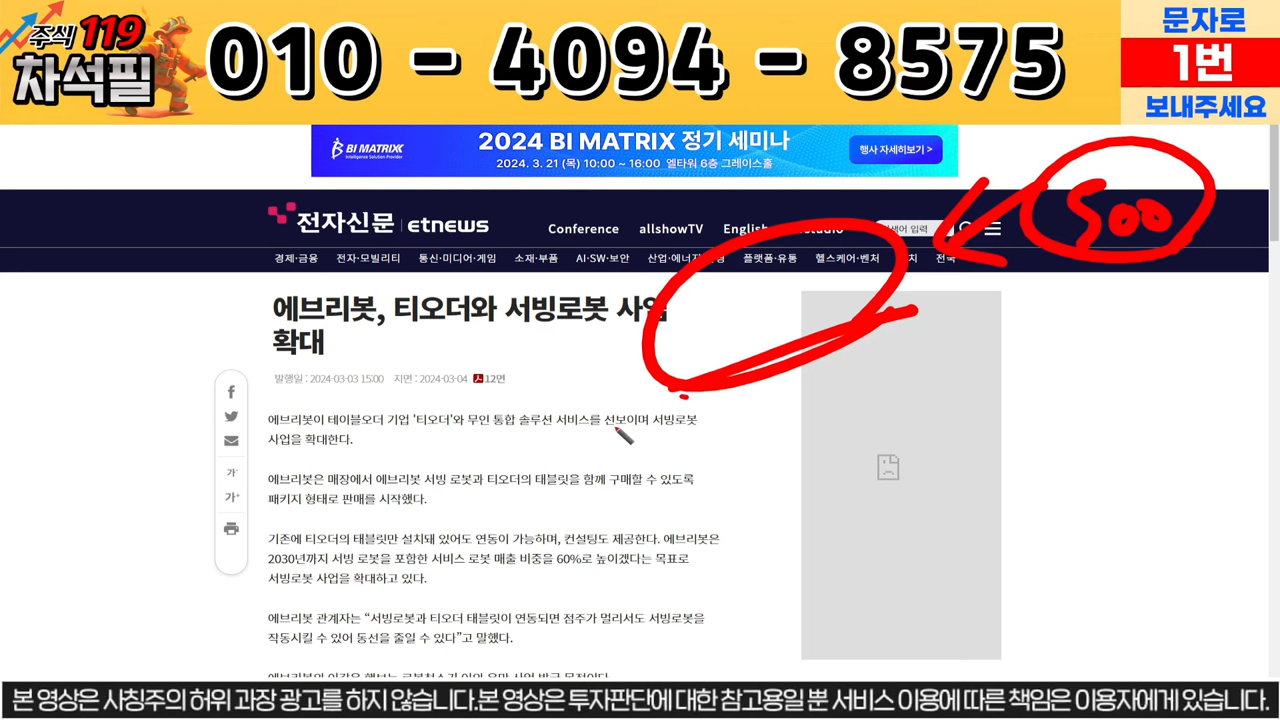 주식 119
차석필
010 - 4094 - 8575
문자로
1번
보내주세요
BI MATRIX
Intelligence Solution Provider
2024 BI MATRIX 정기 세미나
2024. 3. 21 (목) 10:00 ~ 16:00 엘타워 6층 그레이스홀
행사 자세히보기 >
500
전자신문 etnews
Conference allshowTV English
색어 입력
경제·금융 전자·모빌리티 통신·미디어·게임 소재·부품 AI·SW·보안 플랫폼·유통 헬스케어·벤처 전국
에브리봇, 티오더와 서빙로봇 사업
확대
발행일 : 2024-03-03 15:00 지면 : 2024-03-04 12면
에브리봇이 테이블오더 기업 '티오더'와 무인 통합 솔루션 서비스를 선보이며 서빙로봇
사업을 확대한다.
가-
가+
에브리봇은 매장에서 에브리봇 서빙 로봇과 티오더의 태블릿을 함께 구매할 수 있도록
패키지 형태로 판매를 시작했다.
기존에 티오더의 태블릿만 설치돼 있어도 연동이 가능하며, 컨설팅도 제공한다. 에브리봇은
2030년까지 서빙 로봇을 포함한 서비스 로봇 매출 비중을 60%로 높이겠다는 목표로
서빙로봇 사업을 확대하고 있다.
에브리봇 관계자는 “서빙로봇과 티오더 태블릿이 연동되면 점주가 멀리서도 서빙로봇을
작동시킬 수 있어 동선을 줄일 수 있다”고 말했다.
본 영상은 사칭주의 허위 과장 광고를 하지 않습니다.본 영상은 투자판단에 대한 참고용일 뿐 서비스 이용에 따른 책임은 이용자에게 있습니다.